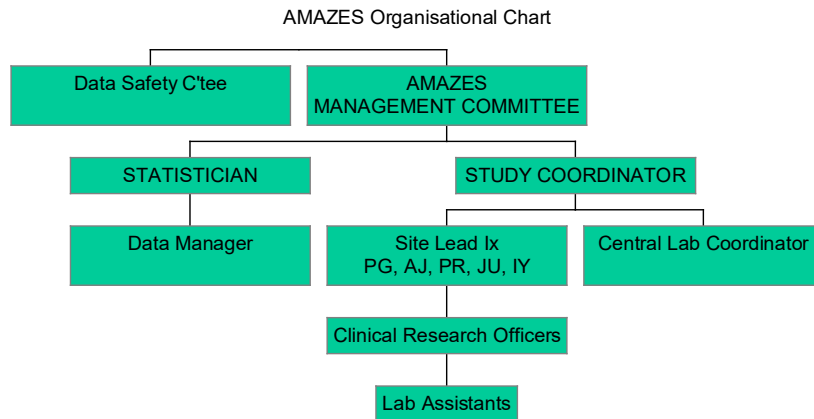 AMAZES Organisational Chart
Data Safety C'tee
AMAZES
MANAGEMENT COMMITTEE
STATISTICIAN
STUDY COORDINATOR
Data Manager
Site Lead Ix
PG, AJ, PR, JU, IY
Central Lab Coordinator
Clinical Research Officers
Lab Assistants